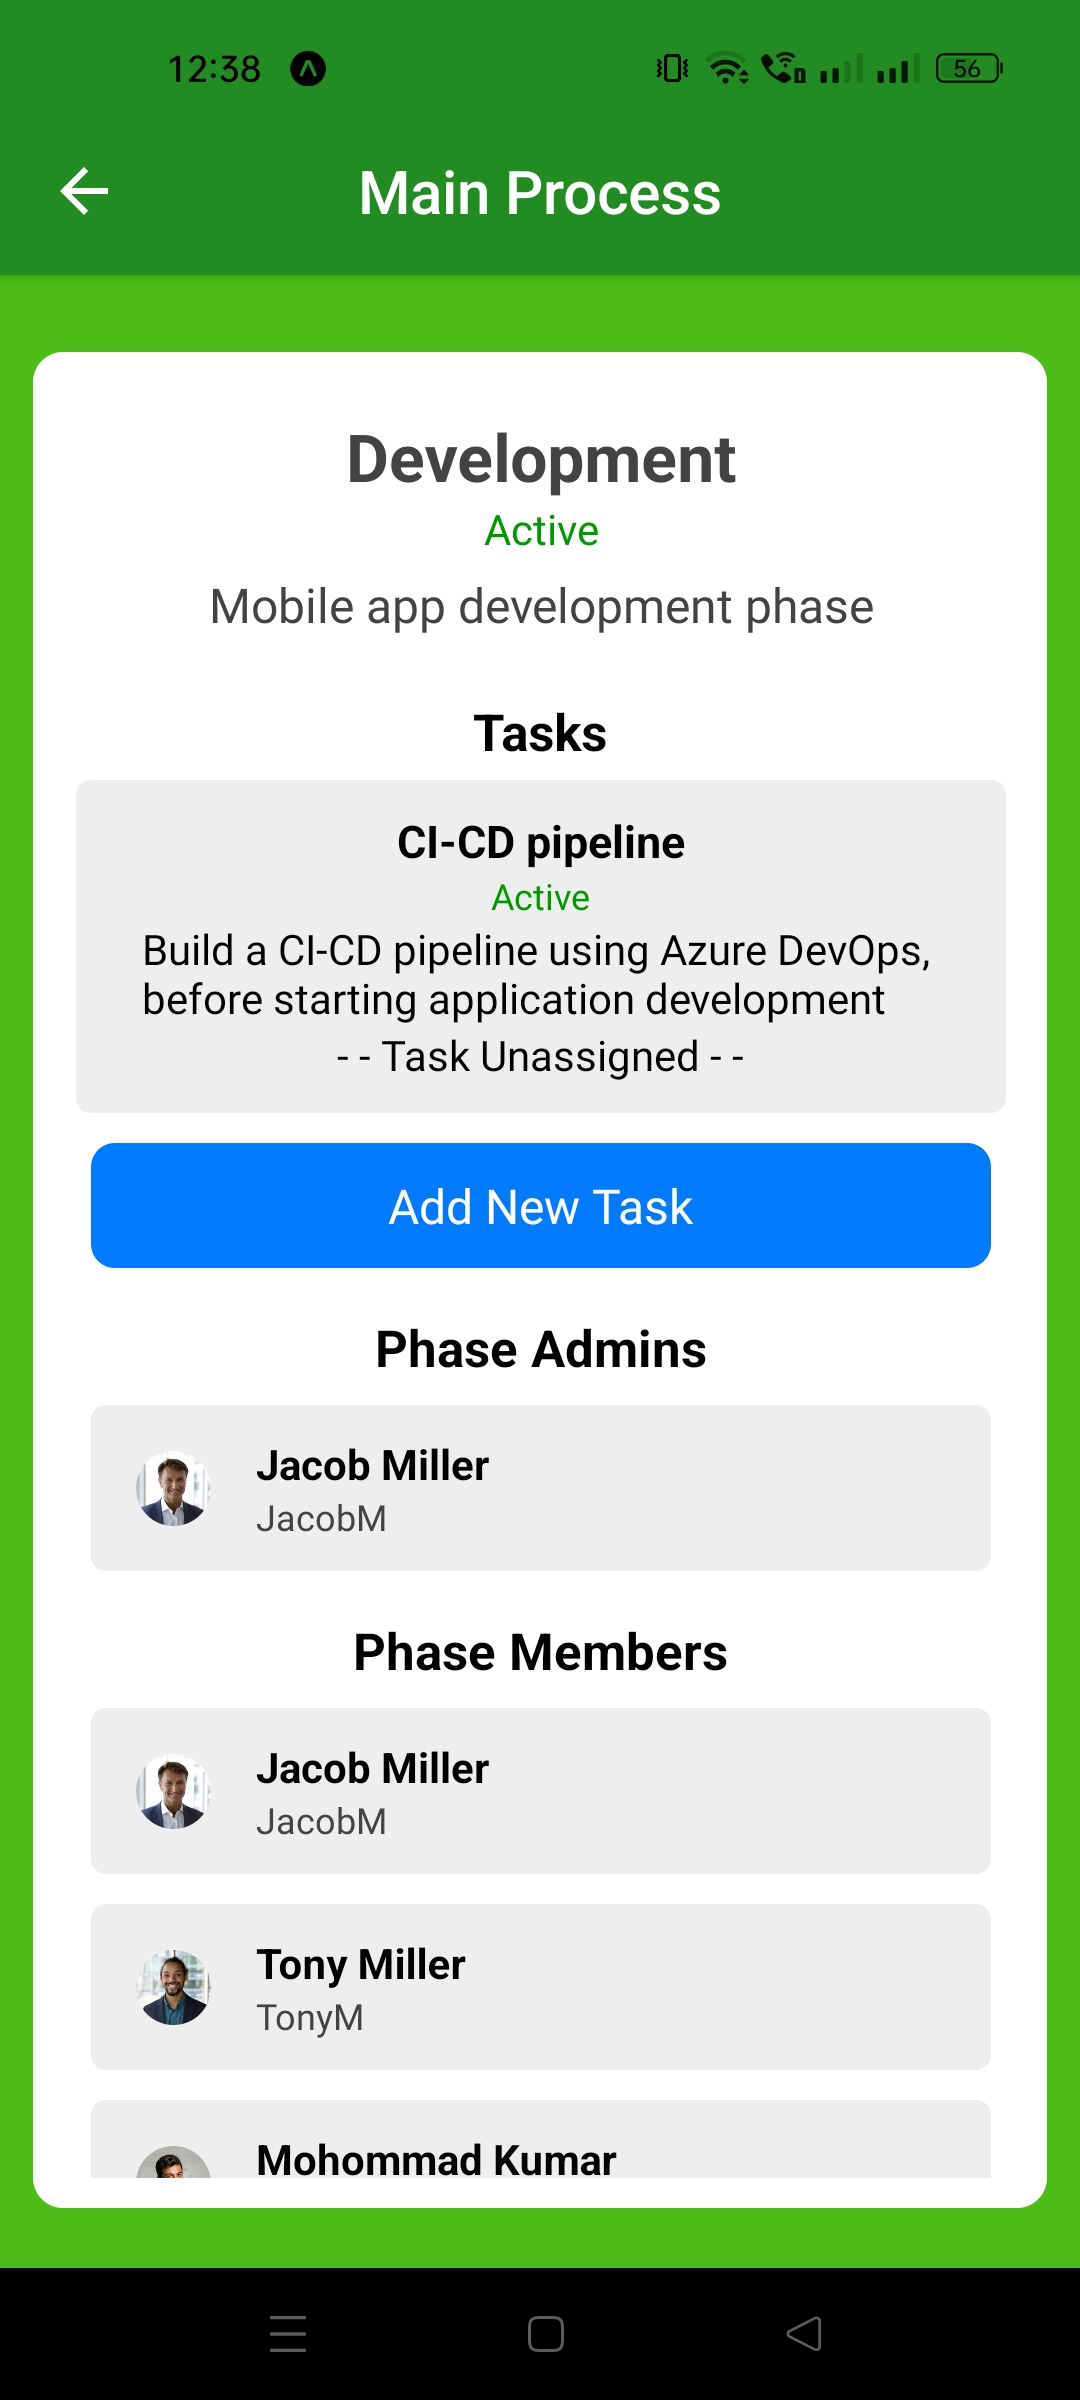 12:38
56
Main Process
Development
Active
Mobile app development phase
Tasks
CI-CD pipeline
Active
Build a CI-CD pipeline using Azure DevOps,
before starting application development
- - Task Unassigned - -
Add New Task
Phase Admins
Jacob Miller
JacobM
Phase Members
Jacob Miller
JacobM
Tony Miller
TonyM
Mohommad Kumar